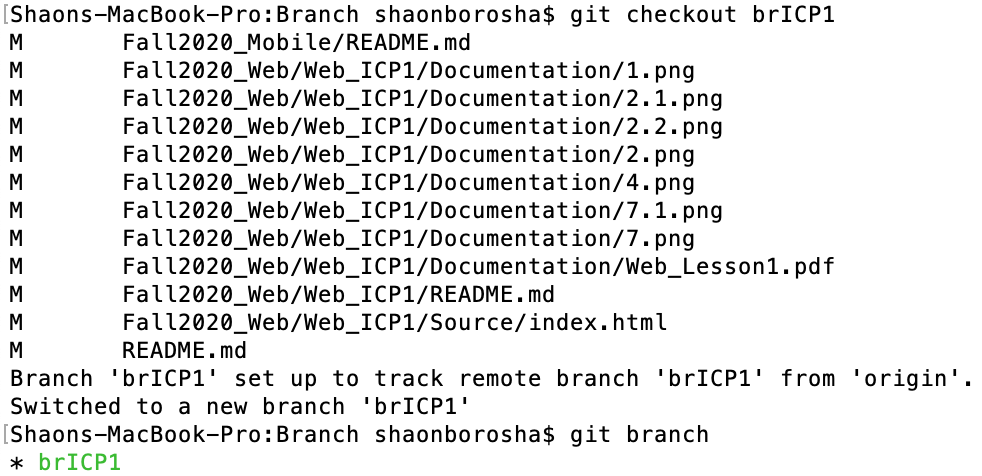 [Shaons-MacBook-Pro:Branch shaonborosha$ git checkout brICP1
M Fall2020_Mobile/README.md
M Fall2020_Web/Web_ICP1/Documentation/1.png
M Fall2020_Web/Web_ICP1/Documentation/2.1.png
M Fall2020_Web/Web_ICP1/Documentation/2.2.png
M Fall2020_Web/Web_ICP1/Documentation/2.png
M Fall2020_Web/Web_ICP1/Documentation/4.png
M Fall2020_Web/Web_ICP1/Documentation/7.1.png
M Fall2020_Web/Web_ICP1/Documentation/7.png
M Fall2020_Web/Web_ICP1/Documentation/Web_Lesson1.pdf
M Fall2020_Web/Web_ICP1/README.md
M Fall2020_Web/Web_ICP1/Source/index.html
M README.md
Branch 'brICP1' set up to track remote branch 'brICP1' from 'origin'.
Switched to a new branch 'brICP1'
[Shaons-MacBook-Pro:Branch shaonborosha$ git branch
* brICP1